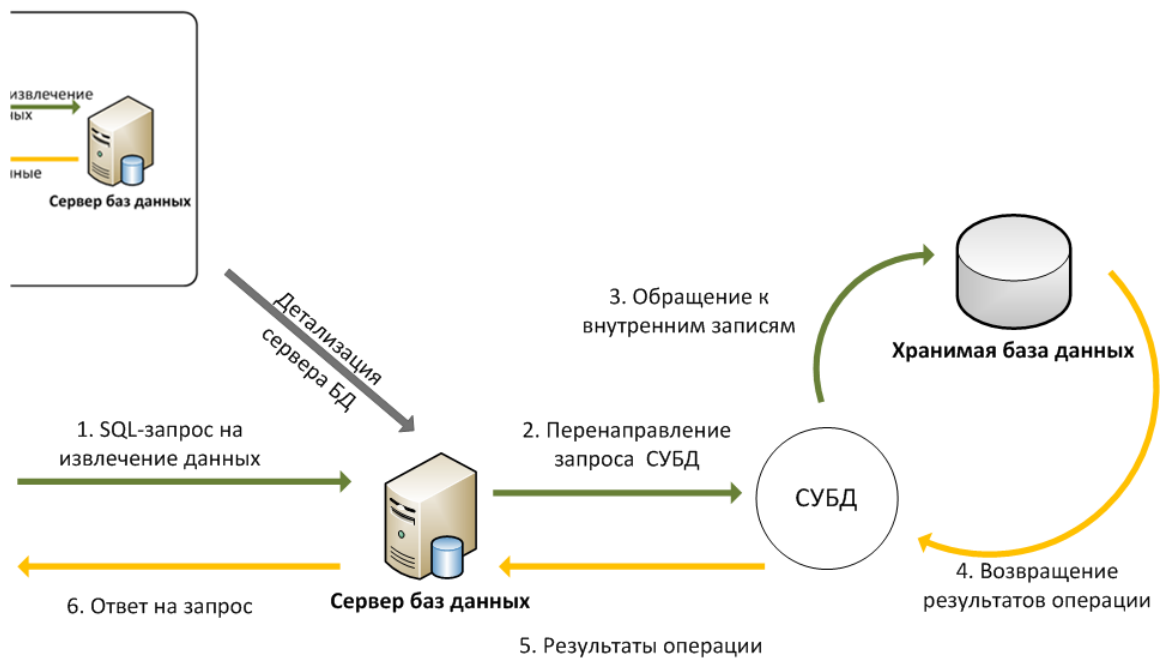 извлечение
ных
нные
Сервер баз данных
Детализация
сервера БД
3. Обращение к
внутренним записям
Хранимая база данных
1. SQL-запрос на
извлечение данных
2. Перенаправление
запроса СУБД
СУБД
4. Возвращение
результатов операции
Сервер баз данных
6. Ответ на запрос
5. Результаты операции